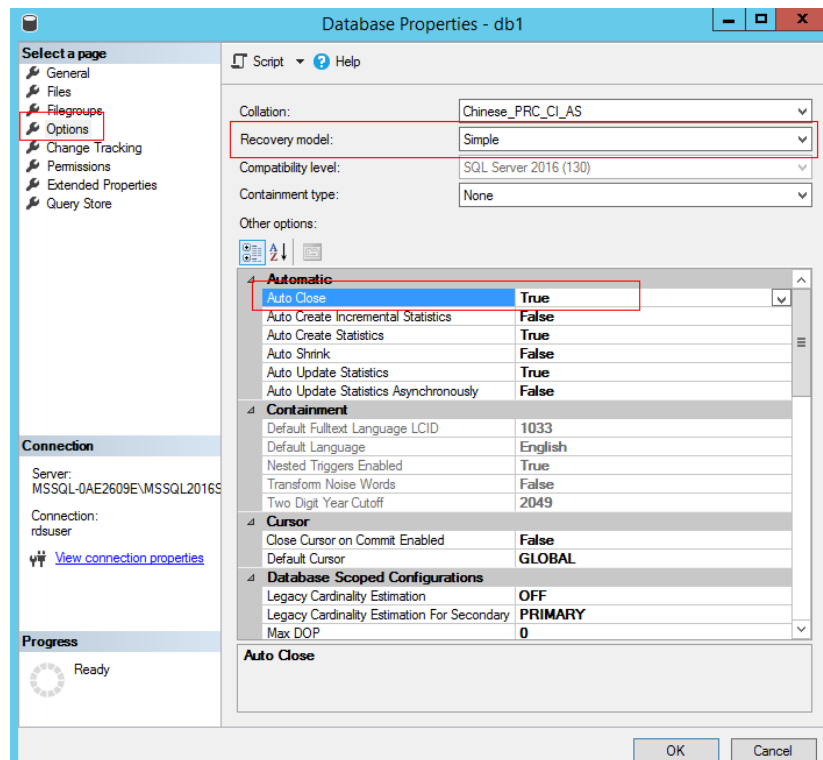 Database Properties - db1
Select a page
General
Files
Filegroups
Options
Change Tracking
Permissions
Extended Properties
Query Store
Script Help
Collation: Chinese_PRC_CI_AS
Recovery model: Simple
Compatibility level: SQL Server 2016 (130)
Containment type: None
Other options:
Automatic
Auto Close True
Auto Create Incremental Statistics False
Auto Create Statistics True
Auto Shrink False
Auto Update Statistics True
Auto Update Statistics Asynchronously False
Containment
Default Fulltext Language LCID 1033
Default Language English
Nested Triggers Enabled True
Transform Noise Words False
Two Digit Year Cutoff 2049
Cursor
Close Cursor on Commit Enabled False
Default Cursor GLOBAL
Database Scoped Configurations
Legacy Cardinality Estimation OFF
Legacy Cardinality Estimation For Secondary PRIMARY
Max DOP 0
Auto Close
Connection
Server:
MSSQL-0AE2609E\MSSQL2016S
Connection:
rdsuser
View connection properties
Progress
Ready
OK Cancel